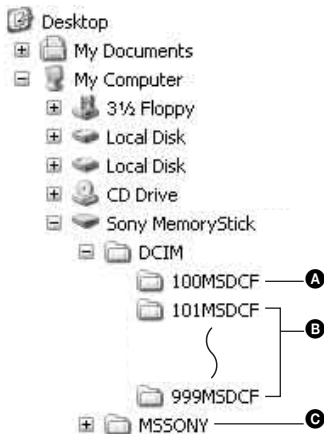 Desktop
My Documents
My Computer
3½ Floppy
Local Disk
Local Disk
CD Drive
Sony MemoryStick
DCIM
100MSDCF A
101MSDCF
B
999MSDCF
MSSONY C